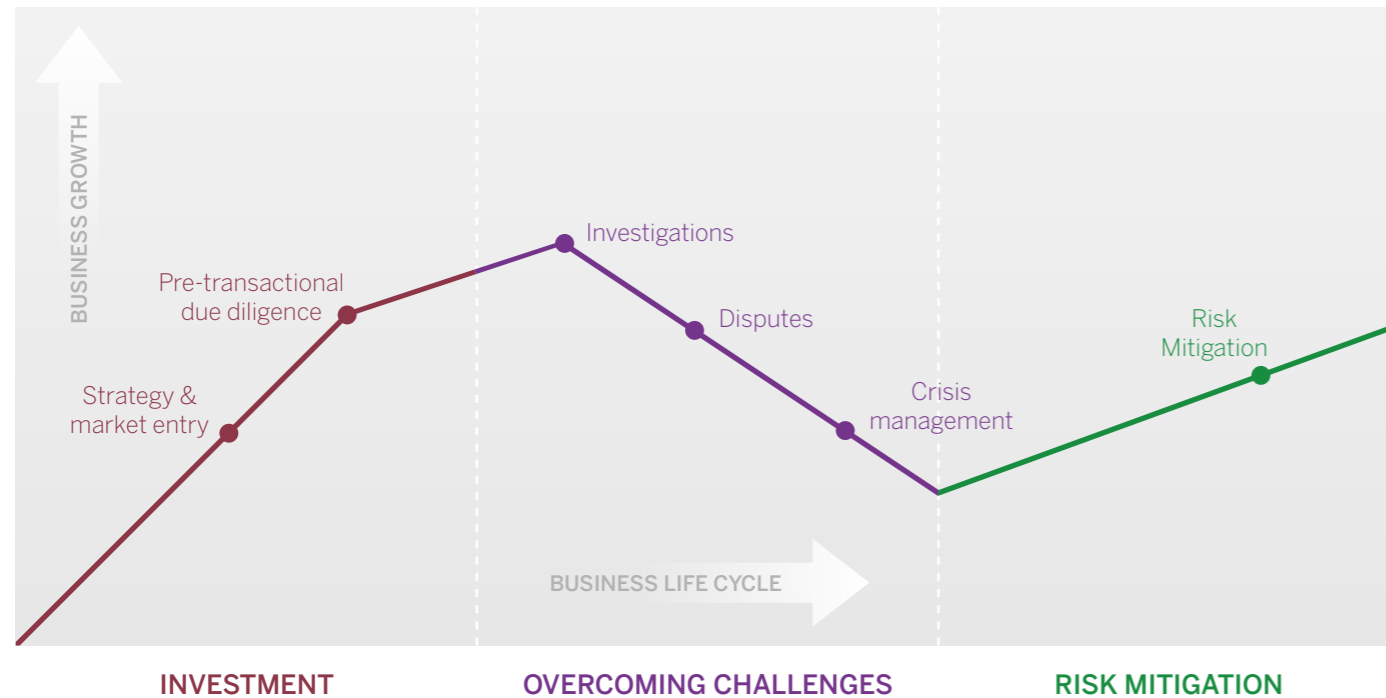 BUSINESS GROWTH
Strategy &
market entry
Pre-transactional
due diligence
Investigations
Disputes
Crisis
management
Risk
Mitigation
BUSINESS LIFE CYCLE
INVESTMENT
OVERCOMING CHALLENGES
RISK MITIGATION